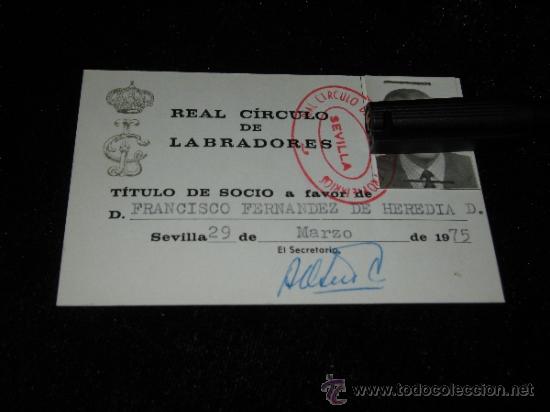 REAL CÍRCULO
DE
LABRADORES
SEVILLA
TÍTULO DE SOCIO a favor de
D. FRANCISCO FERNANDEZ DE HEREDIA D.
Sevilla 29 de Marzo de 1975
El Secretario,
todocoleccion
www.todocoleccion.net